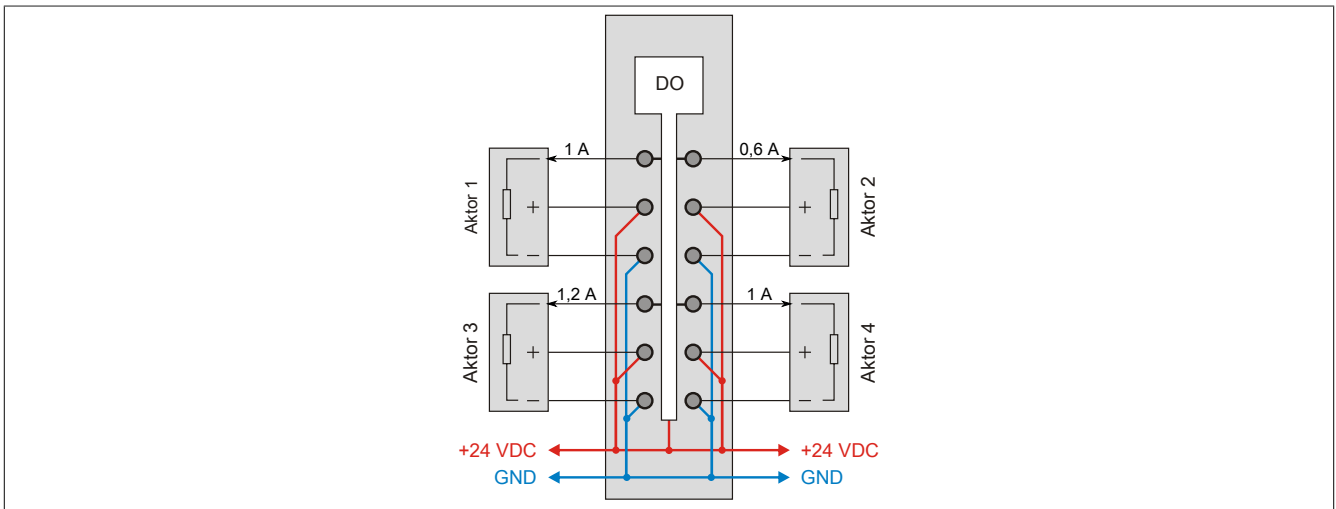 DO
1 A
0,6 A
Aktor 1
+
−
Aktor 2
+
−
1,2 A
1 A
Aktor 3
+
−
Aktor 4
+
−
+24 VDC
+24 VDC
GND
GND